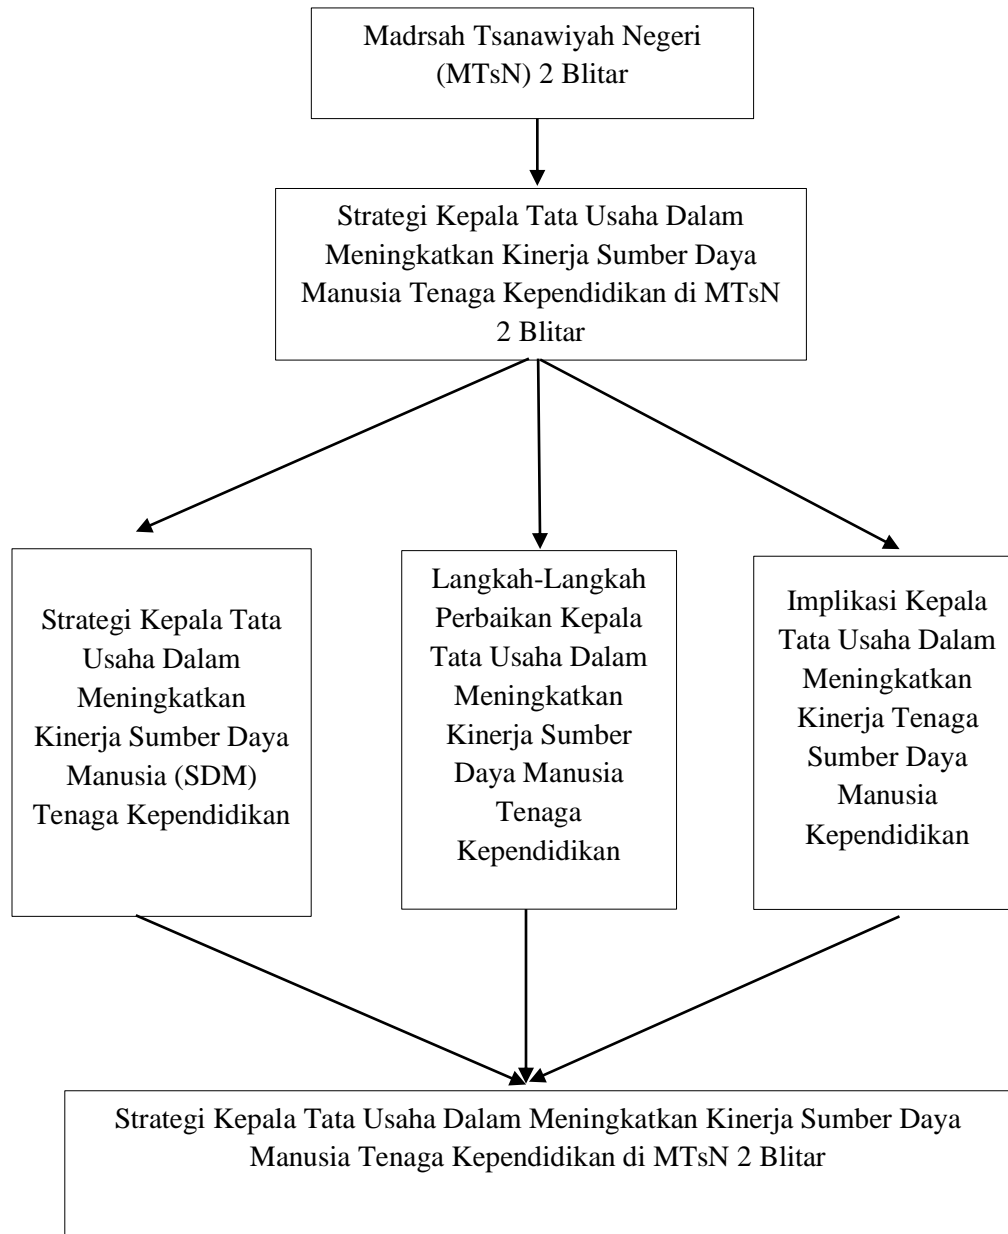 Madrsah Tsanawiyah Negeri
(MTsN) 2 Blitar
Strategi Kepala Tata Usaha Dalam
Meningkatkan Kinerja Sumber Daya
Manusia Tenaga Kependidikan di MTsN
2 Blitar
Strategi Kepala Tata
Usaha Dalam
Meningkatkan
Kinerja Sumber Daya
Manusia (SDM)
Tenaga Kependidikan
Langkah-Langkah
Perbaikan Kepala
Tata Usaha Dalam
Meningkatkan
Kinerja Sumber
Daya Manusia
Tenaga
Kependidikan
Implikasi Kepala
Tata Usaha Dalam
Meningkatkan
Kinerja Tenaga
Sumber Daya
Manusia
Kependidikan
Strategi Kepala Tata Usaha Dalam Meningkatkan Kinerja Sumber Daya
Manusia Tenaga Kependidikan di MTsN 2 Blitar